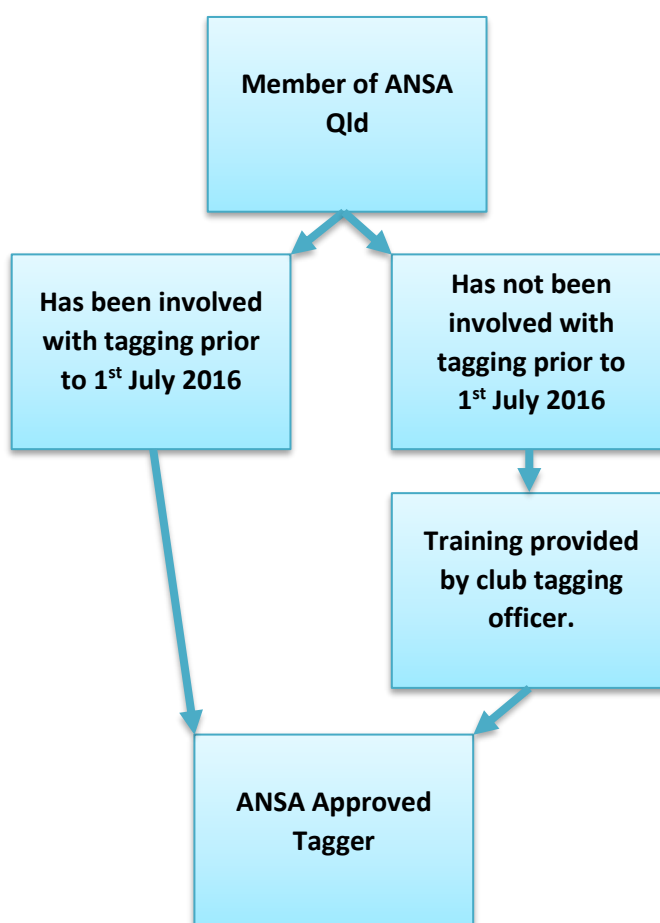 Member of ANSA
Qld
Has been involved
with tagging prior
to 1st July 2016
Has not been
involved with
tagging prior to
1st July 2016
Training provided
by club tagging
officer.
ANSA Approved
Tagger